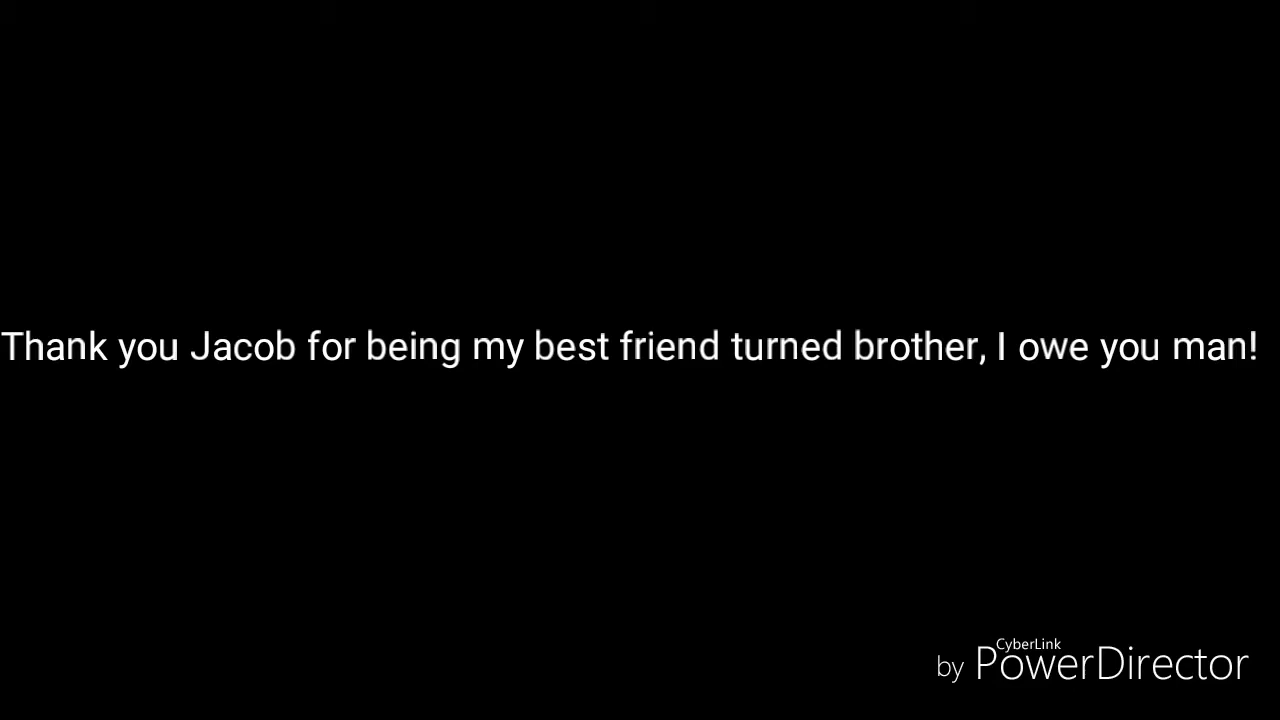 Thank you Jacob for being my best friend turned brother, I owe you man!
CyberLink
by PowerDirector